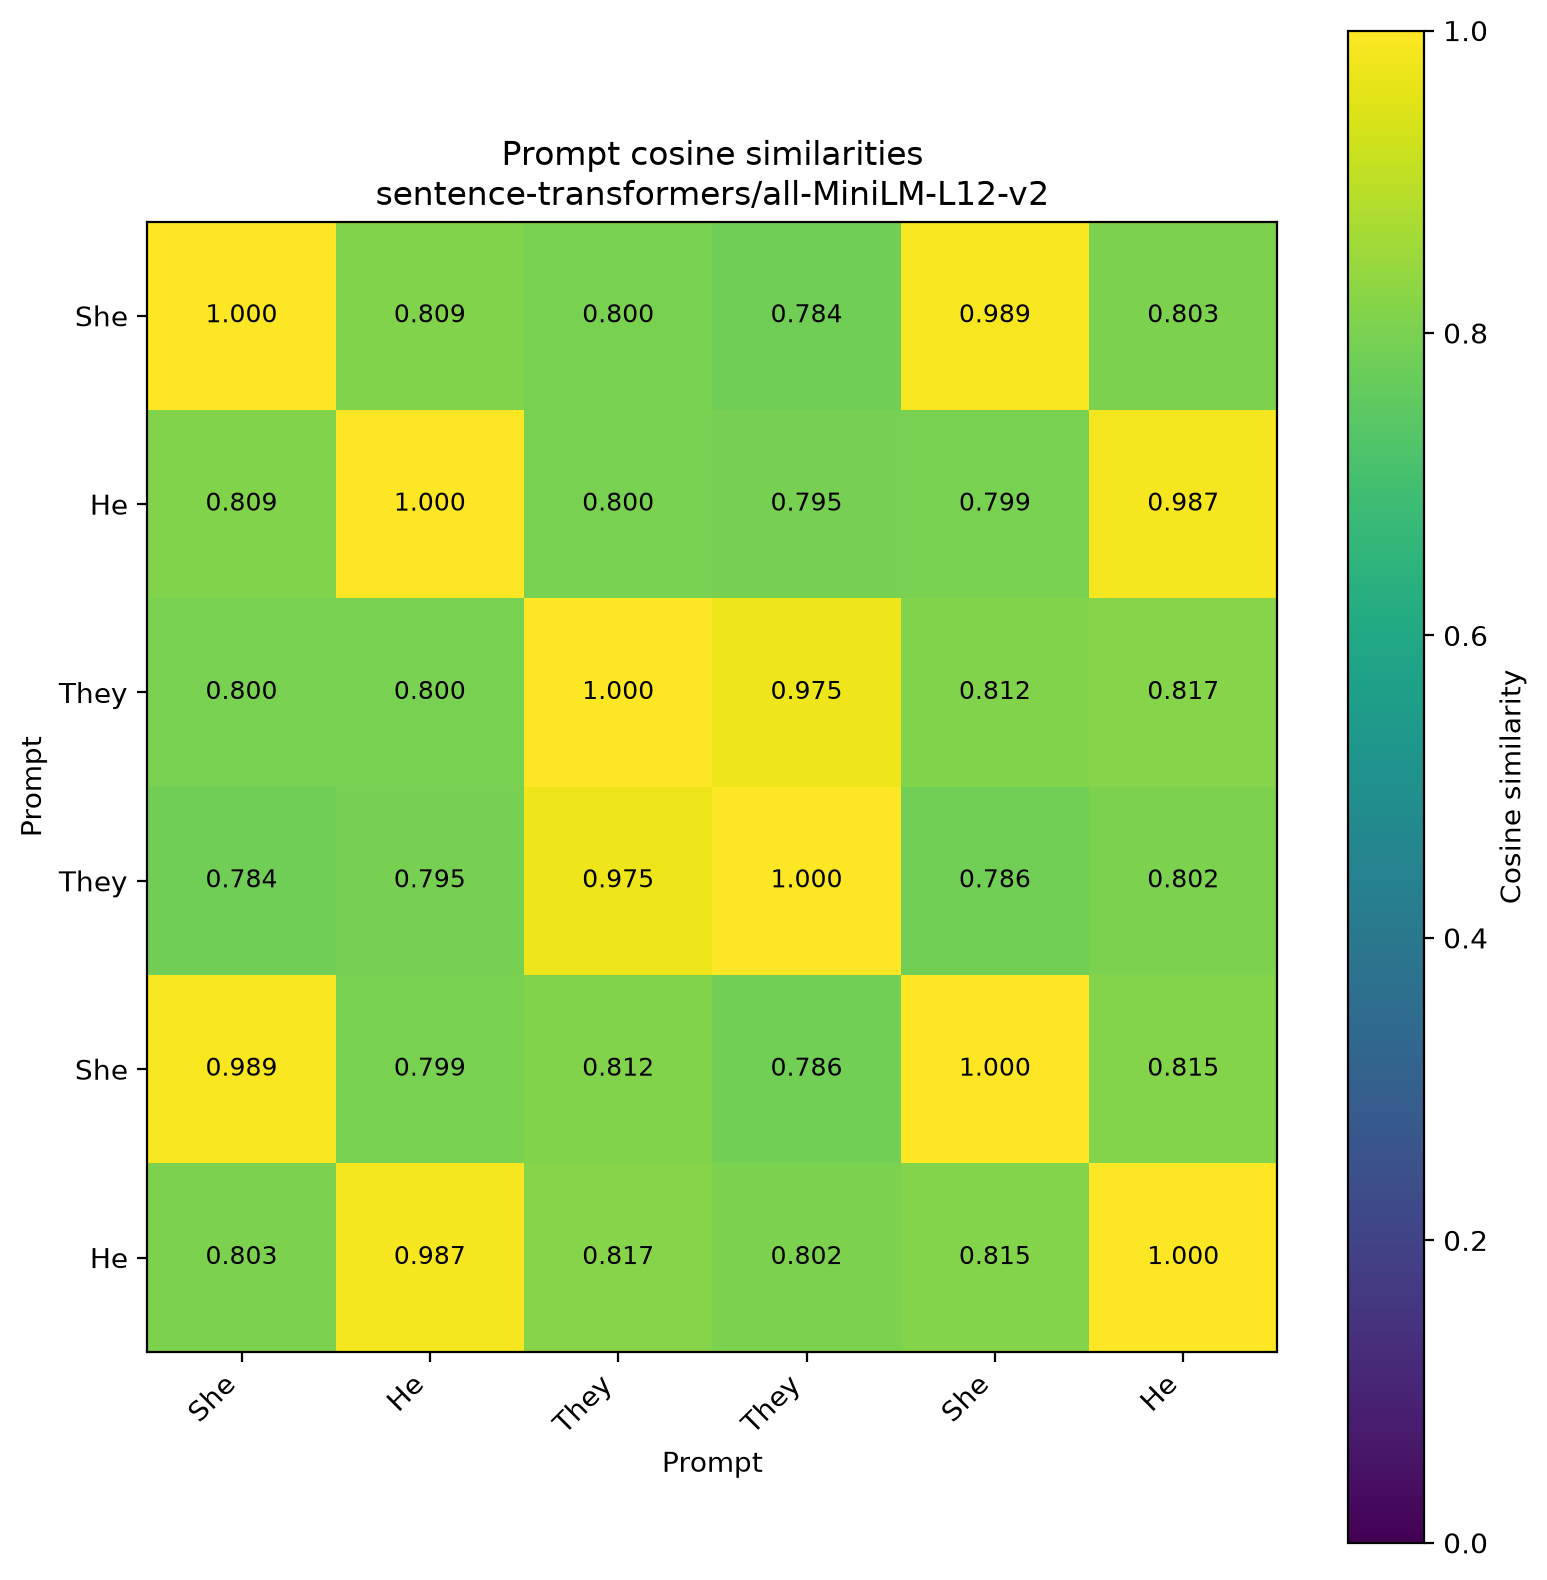 Prompt cosine similarities
sentence-transformers/all-MiniLM-L12-v2
She 1.000 0.809 0.800 0.784 0.989 0.803
He 0.809 1.000 0.800 0.795 0.799 0.987
They 0.800 0.800 1.000 0.975 0.812 0.817
They 0.784 0.795 0.975 1.000 0.786 0.802
She 0.989 0.799 0.812 0.786 1.000 0.815
He 0.803 0.987 0.817 0.802 0.815 1.000
She He They They She He
Prompt
Prompt
1.0
0.8
0.6
0.4
0.2
0.0
Cosine similarity